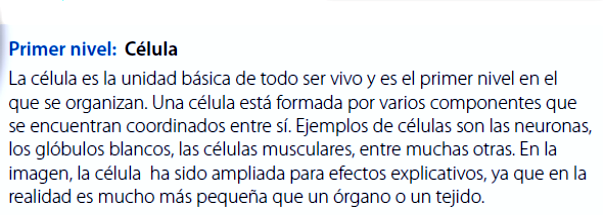 Primer nivel: Célula
La célula es la unidad básica de todo ser vivo y es el primer nivel en el
que se organizan. Una célula está formada por varios componentes que
se encuentran coordinados entre sí. Ejemplos de células son las neuronas,
los glóbulos blancos, las células musculares, entre muchas otras. En la
imagen, la célula ha sido ampliada para efectos explicativos, ya que en la
realidad es mucho más pequeña que un órgano o un tejido.